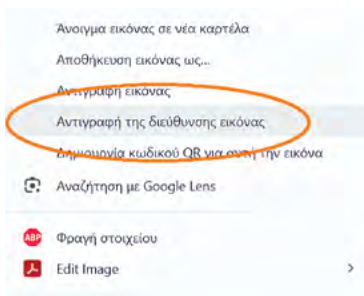 Άνοιγμα εικόνας σε νέα καρτέλα
Αποθήκευση εικόνας ως...
Αντιγραφή εικόνας
Αντιγραφή της διεύθυνσης εικόνας
Δημιουργία κωδικού QR για αυτή την εικόνα
Αναζήτηση με Google Lens
ABP Φραγή στοιχείου
Edit Image